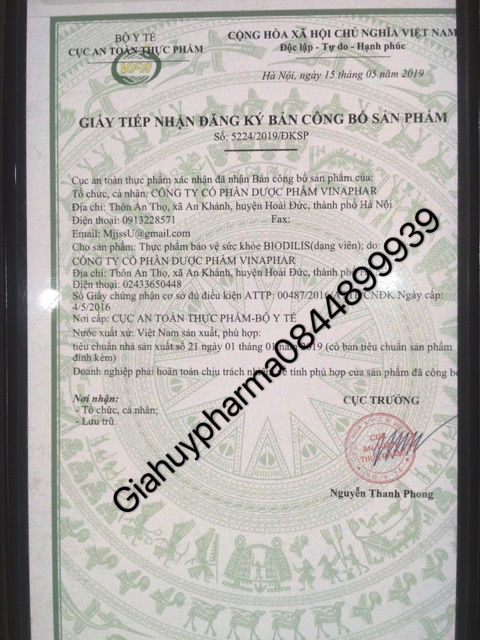 BỘ Y TẾ
CỤC AN TOÀN THỰC PHẨM
CỘNG HÒA XÃ HỘI CHỦ NGHĨA VIỆT NAM
Độc lập - Tự do - Hạnh phúc
Hà Nội, ngày 15 tháng 05 năm 2019
GIẤY TIẾP NHẬN ĐĂNG KÝ BẢN CÔNG BỐ SẢN PHẨM
Số: 5224/2019/ĐKSP
Cục an toàn thực phẩm xác nhận đã nhận Bản công bố sản phẩm của:
Tổ chức, cá nhân: CÔNG TY CỔ PHẦN DƯỢC PHẨM VINAPHAR
Địa chỉ: Thôn An Thọ, xã An Khánh, huyện Hoài Đức, thành phố Hà Nội
Điện thoại: 0913228571 Fax:
Email: MjjssU@gmail.com
Cho sản phẩm: Thực phẩm bảo vệ sức khỏe BIODILIS(dạng viên); do:
CÔNG TY CỔ PHẦN DƯỢC PHẨM VINAPHAR
Địa chỉ: Thôn An Thọ, xã An Khánh, huyện Hoài Đức, thành
Điện thoại: 02433650448
Số Giấy chứng nhận cơ sở đủ điều kiện ATTP: 00487/2016/ Ngày cấp:
4/5/2016
Nơi cấp: CỤC AN TOÀN THỰC PHẨM-BỘ Y TẾ
Nước xuất xứ: Việt Nam sản xuất, phù hợp:
tiêu chuẩn nhà sản xuất số 21 ngày 01 tháng 2019 (có bản tiêu chuẩn sản phẩm
đính kèm)
Doanh nghiệp phải hoàn toàn chịu trách tính phù hợp của sản phẩm đã công bố
Nơi nhận:
- Tổ chức, cá nhân;
- Lưu trữ.
CỤC TRƯỞNG
CỤC
AN TOÀN
Nguyễn Thanh Phong
Giahuypharma0844899939